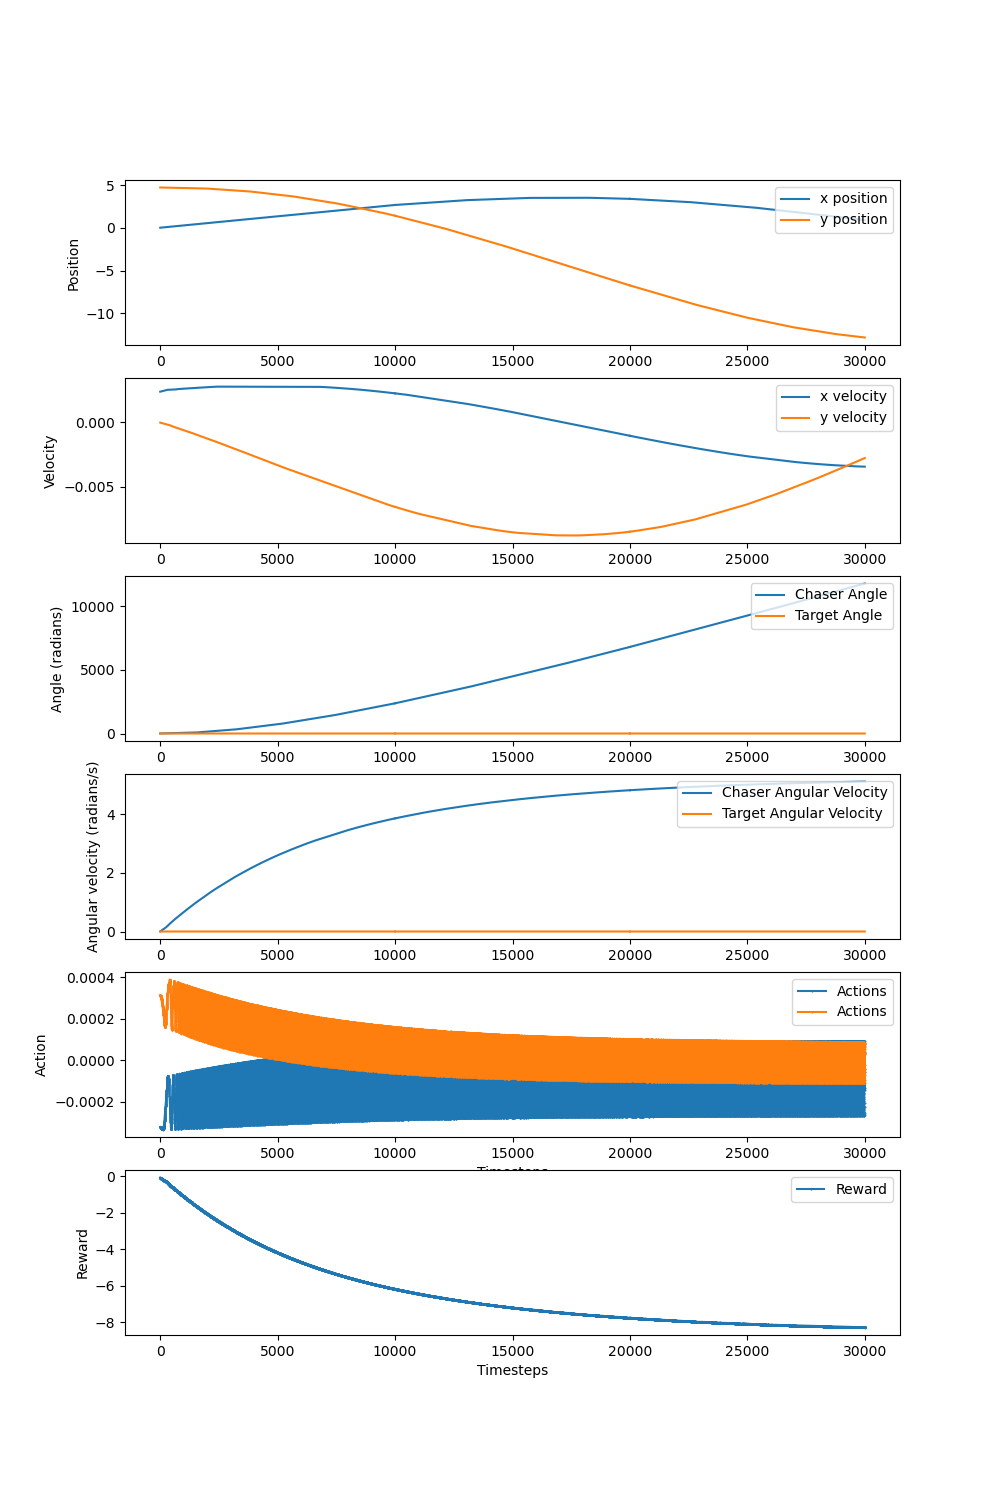 5
0
−5
−10
Position
x position
y position
0 5000 10000 15000 20000 25000 30000
0.000
−0.005
Velocity
x velocity
y velocity
0 5000 10000 15000 20000 25000 30000
10000
5000
0
Angle (radians)
Chaser Angle
Target Angle
0 5000 10000 15000 20000 25000 30000
4
2
0
Angular velocity (radians/s)
Chaser Angular Velocity
Target Angular Velocity
0 5000 10000 15000 20000 25000 30000
0.0004
0.0002
0.0000
−0.0002
Action
Actions
Actions
0 5000 10000 15000 20000 25000 30000
Timesteps
0
−2
−4
−6
−8
Reward
Reward
0 5000 10000 15000 20000 25000 30000
Timesteps